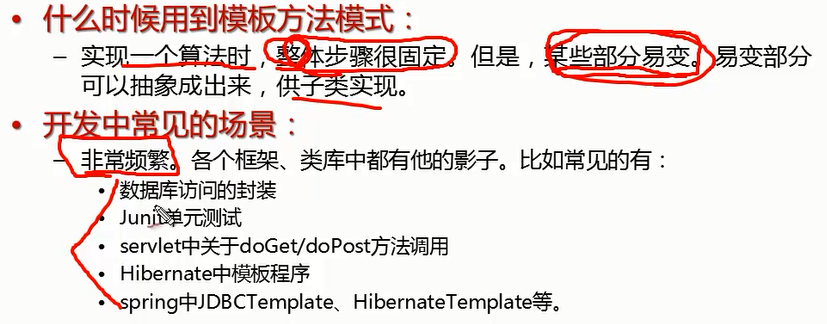 • 什么时候用到模板方法模式：
– 实现一个算法时，整体步骤很固定。但是，某些部分易变。易变部分
可以抽象成出来，供子类实现。
• 开发中常见的场景：
– 非常频繁。各个框架、类库中都有他的影子。比如常见的有：
• 数据库访问的封装
• Junit单元测试
• servlet中关于doGet/doPost方法调用
• Hibernate中模板程序
• spring中JDBCTemplate、HibernateTemplate等。